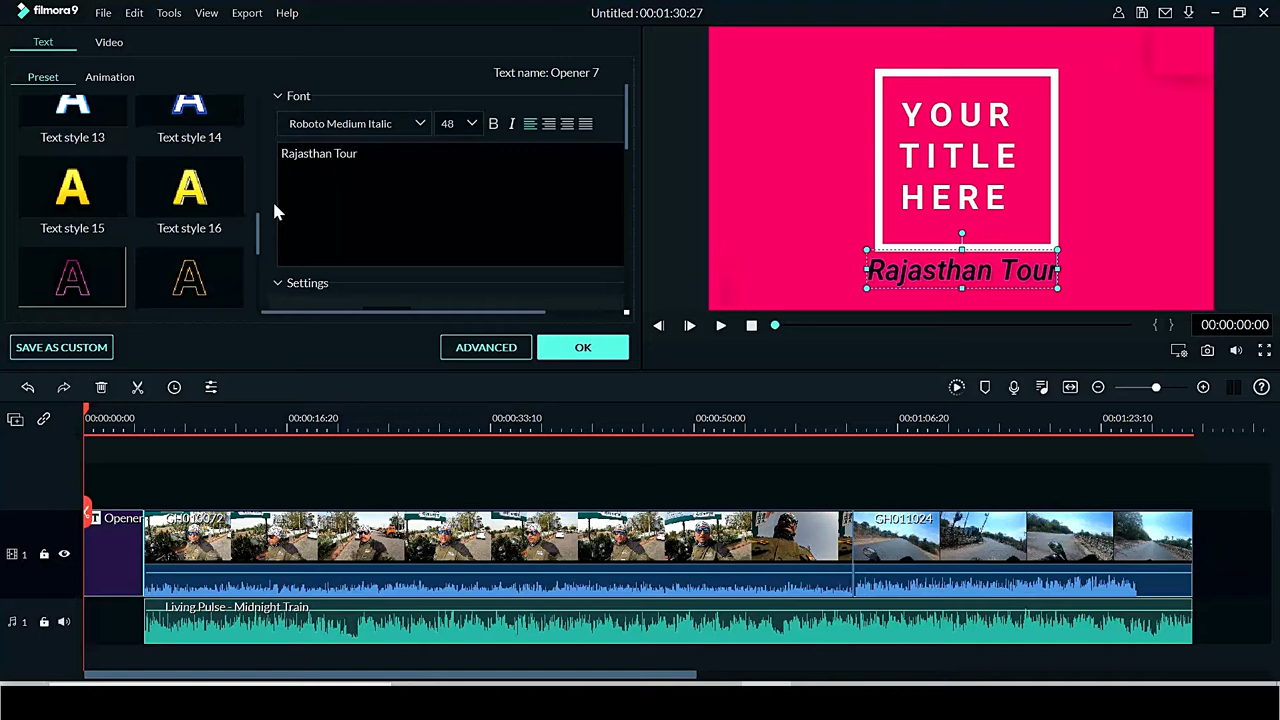 filmora9 File Edit Tools View Export Help Untitled : 00:01:30:27
Text Video
Preset Animation Text name: Opener 7
Font
Roboto Medium Italic 48 B I
Rajasthan Tour
Text style 13 Text style 14
Text style 15 Text style 16
Settings
SAVE AS CUSTOM ADVANCED OK
YOUR
TITLE
HERE
Rajasthan Tour
00:00:00:00
00:00:00:00 00:00:16:20 00:00:33:10 00:00:50:00 00:01:06:20 00:01:23:10
Opener GH011024
1
Living Pulse - Midnight Train
1